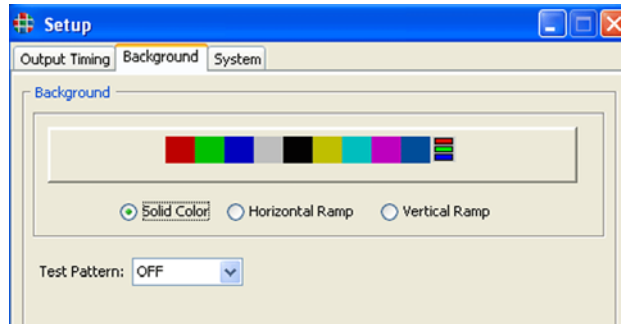 Setup
Output Timing Background System
Background
Solid Color Horizontal Ramp Vertical Ramp
Test Pattern: OFF